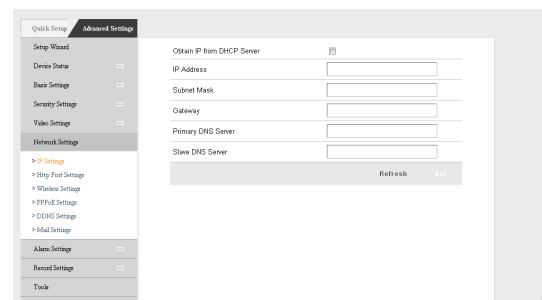 Quick Setup Advanced Settings
Setup Wizard
Device Status
Basic Settings
Security Settings
Video Settings
Network Settings
> IP Settings
> Http Port Settings
> Wireless Settings
> PPPoE Settings
> DDNS Settings
> Mail Settings
Alarm Settings
Record Settings
Tools
Obtain IP from DHCP Server
IP Address
Subnet Mask
Gateway
Primary DNS Server
Slave DNS Server
Refresh Set